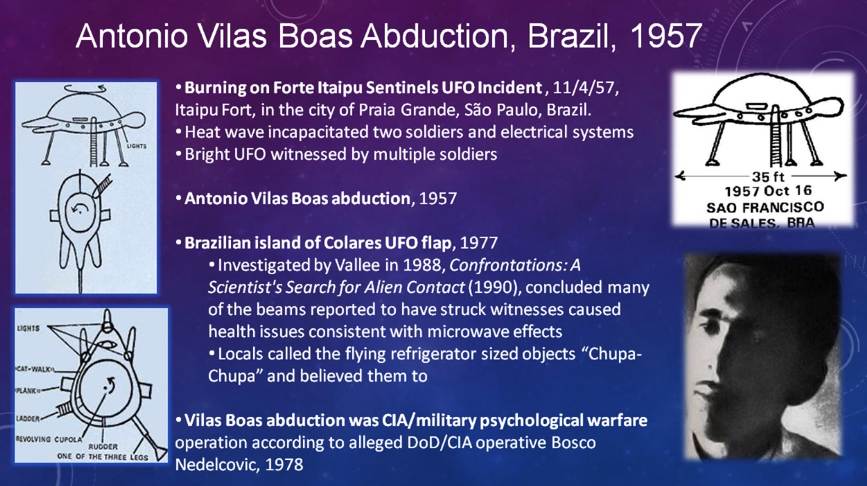 Antonio Vilas Boas Abduction, Brazil, 1957
LIGHTS
LIGHTS
CAT-WALK
PLANK
LADDER
REVOLVING CUPOLA
RUDDER
ONE OF THE THREE LEGS
• Burning on Forte Itaipu Sentinels UFO Incident , 11/4/57,
Itaipu Fort, in the city of Praia Grande, São Paulo, Brazil.
• Heat wave incapacitated two soldiers and electrical systems
• Bright UFO witnessed by multiple soldiers
• Antonio Vilas Boas abduction, 1957
• Brazilian island of Colares UFO flap, 1977
• Investigated by Vallee in 1988, Confrontations: A
Scientist's Search for Alien Contact (1990), concluded many
of the beams reported to have struck witnesses caused
health issues consistent with microwave effects
• Locals called the flying refrigerator sized objects “Chupa-
Chupa” and believed them to
• Vilas Boas abduction was CIA/military psychological warfare
operation according to alleged DoD/CIA operative Bosco
Nedelcovic, 1978
35 ft
1957 Oct 16
SAO FRANCISCO
DE SALES, BRA